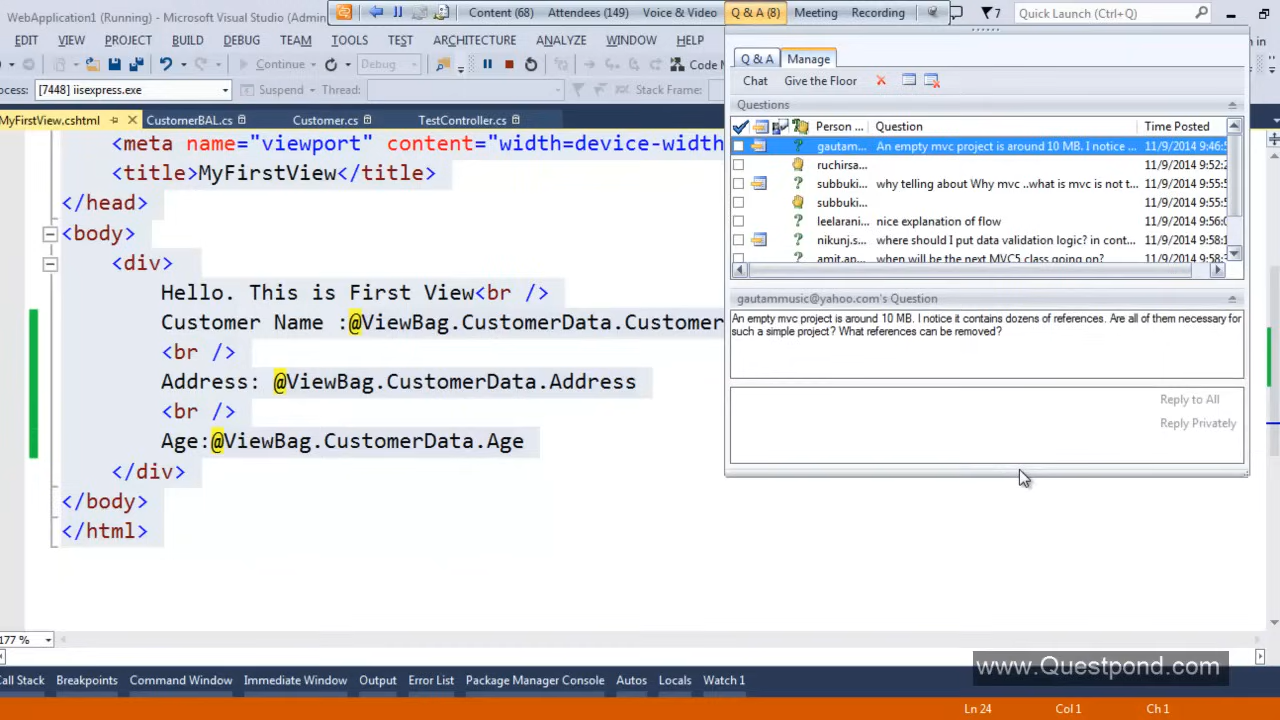 WebApplication1 (Running) - Microsoft Visual Studio (Administrator)
Content (68) Attendees (149) Voice & Video Q & A (8) Meeting Recording
7 Quick Launch (Ctrl+Q)
EDIT VIEW PROJECT BUILD DEBUG TEAM TOOLS TEST ARCHITECTURE ANALYZE WINDOW HELP
Continue Debug Code M
ocess: [7448] iisexpress.exe Suspend Thread: Stack Frame:
MyFirstView.cshtml CustomerBAL.cs Customer.cs TestController.cs
<meta name="viewport" content="width=device-width
<title>MyFirstView</title>
</head>
<body>
<div>
Hello. This is First View<br />
Customer Name :@ViewBag.CustomerData.Customer
<br />
Address: @ViewBag.CustomerData.Address
<br />
Age:@ViewBag.CustomerData.Age
</div>
</body>
</html>
Q & A Manage
Chat Give the Floor
Questions
Person ... Question Time Posted
gautam... An empty mvc project is around 10 MB. I notice ... 11/9/2014 9:46:
ruchirsa... 11/9/2014 9:52:
subbuki... why telling about Why mvc ..what is mvc is not t... 11/9/2014 9:55:
subbuki... 11/9/2014 9:55:
leelarani... nice explanation of flow 11/9/2014 9:56:
nikunj.s... where should I put data validation logic? in cont... 11/9/2014 9:58:
amit.an... when will be the next MVC5 class going on? 11/9/2014 9:58:
gautammusic@yahoo.com's Question
An empty mvc project is around 10 MB. I notice it contains dozens of references. Are all of them necessary for
such a simple project? What references can be removed?
Reply to All
Reply Privately
177 %
www.Questpond.com
Call Stack Breakpoints Command Window Immediate Window Output Error List Package Manager Console Autos Locals Watch 1
Ln 24 Col 1 Ch 1